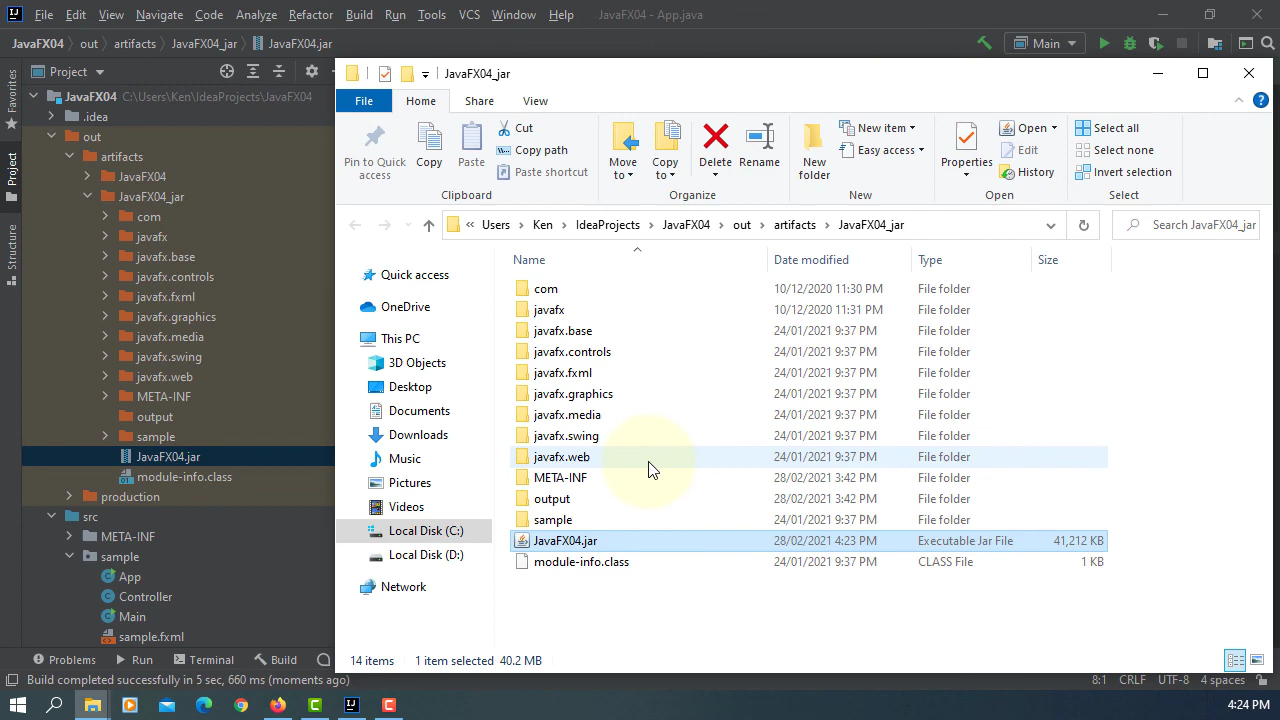 File Edit View Navigate Code Analyze Refactor Build Run Tools VCS Window Help JavaFX04 - App.java
JavaFX04 out artifacts JavaFX04_jar JavaFX04.jar Main
Favorites
Project
Structure
Project
JavaFX04 C:\Users\Ken\IdeaProjects\JavaFX04
.idea
out
artifacts
JavaFX04
JavaFX04_jar
com
javafx
javafx.base
javafx.controls
javafx.fxml
javafx.graphics
javafx.media
javafx.swing
javafx.web
META-INF
output
sample
JavaFX04.jar
module-info.class
production
src
META-INF
sample
App
Controller
Main
sample.fxml
JavaFX04_jar
File Home Share View
Pin to Quick access
Copy
Paste
Cut
Copy path
Paste shortcut
Clipboard
Move to
Copy to
Delete
Rename
Organize
New folder
New item
Easy access
New
Properties
Open
Edit
History
Open
Select all
Select none
Invert selection
Select
« Users Ken IdeaProjects JavaFX04 out artifacts JavaFX04_jar
Search JavaFX04_jar
Quick access
OneDrive
This PC
3D Objects
Desktop
Documents
Downloads
Music
Pictures
Videos
Local Disk (C:)
Local Disk (D:)
Network
Name Date modified Type Size
com 10/12/2020 11:30 PM File folder
javafx 10/12/2020 11:31 PM File folder
javafx.base 24/01/2021 9:37 PM File folder
javafx.controls 24/01/2021 9:37 PM File folder
javafx.fxml 24/01/2021 9:37 PM File folder
javafx.graphics 24/01/2021 9:37 PM File folder
javafx.media 24/01/2021 9:37 PM File folder
javafx.swing 24/01/2021 9:37 PM File folder
javafx.web 24/01/2021 9:37 PM File folder
META-INF 28/02/2021 3:42 PM File folder
output 28/02/2021 3:42 PM File folder
sample 24/01/2021 9:37 PM File folder
JavaFX04.jar 28/02/2021 4:23 PM Executable Jar File 41,212 KB
module-info.class 24/01/2021 9:37 PM CLASS File 1 KB
14 items 1 item selected 40.2 MB
Problems Run Terminal Build
Build completed successfully in 5 sec, 660 ms (moments ago) 8:1 CRLF UTF-8 4 spaces
4:24 PM